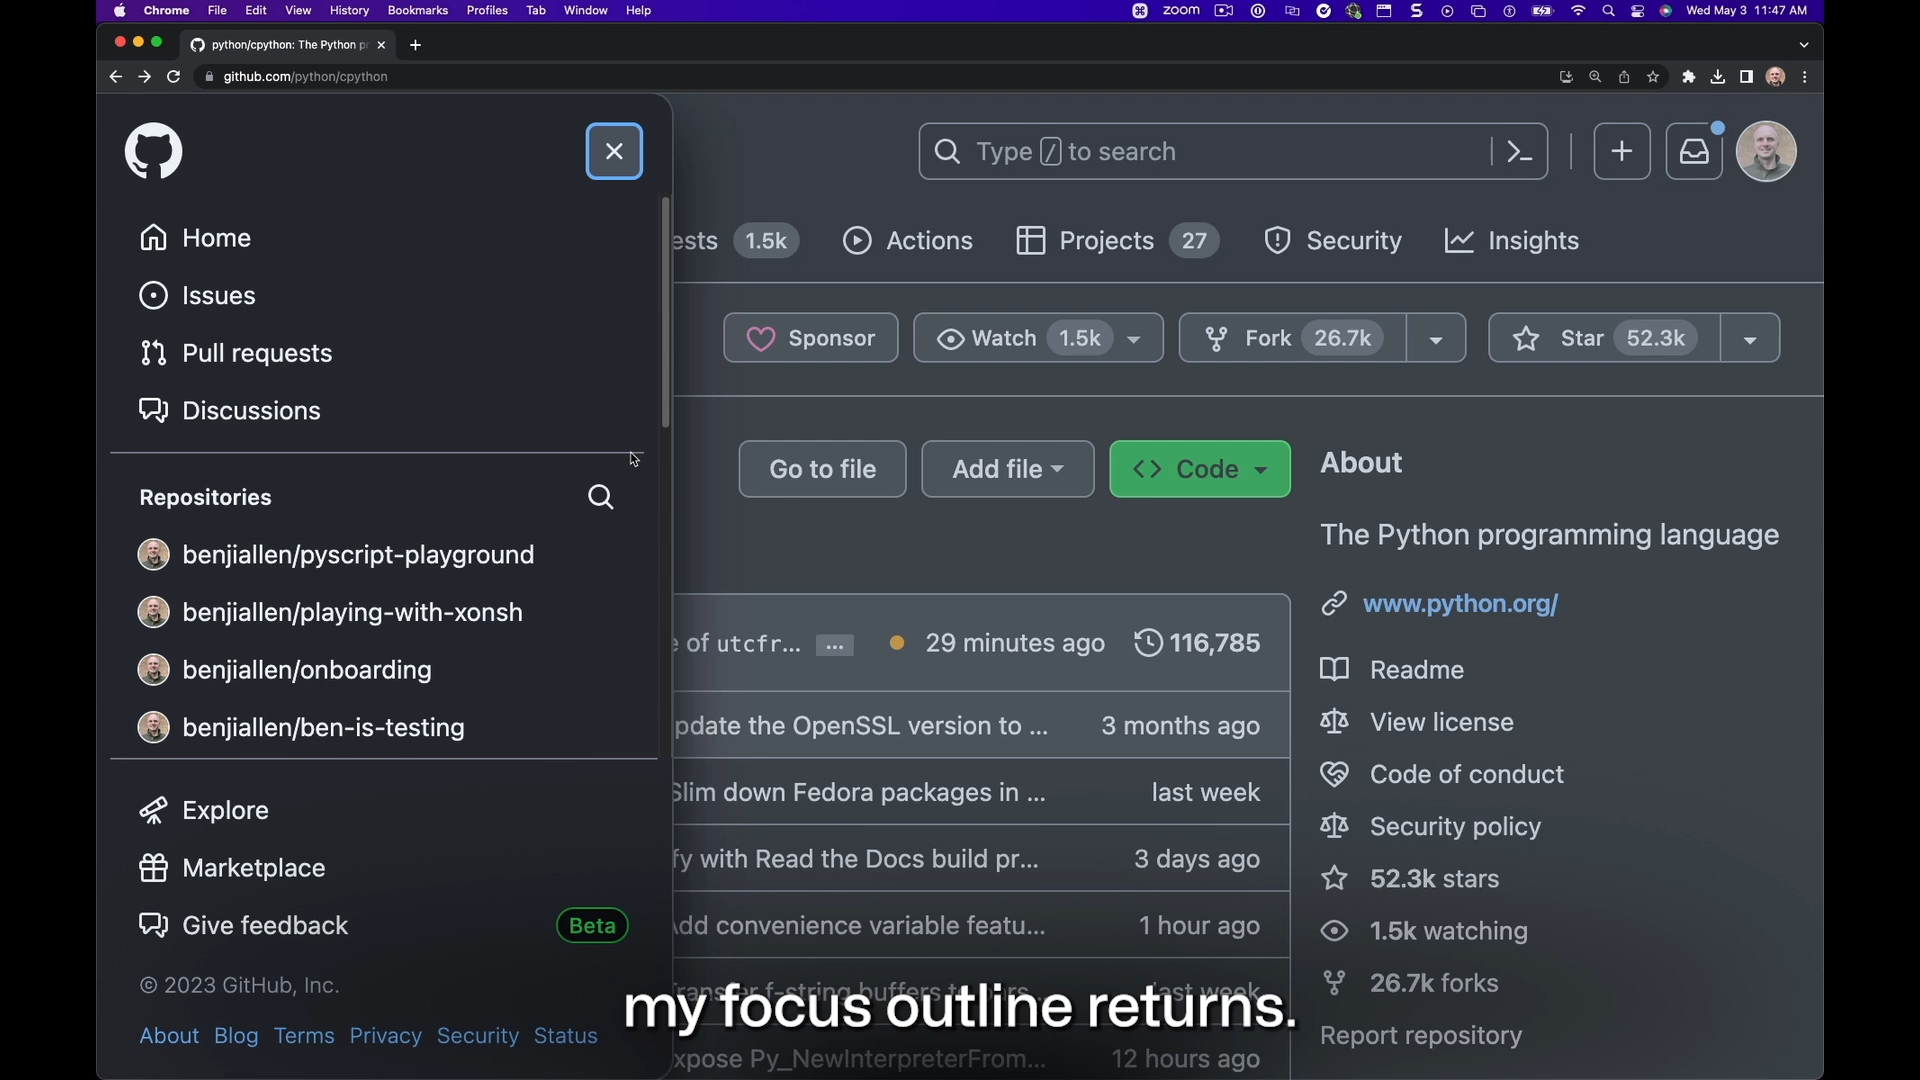 Chrome File Edit View History Bookmarks Profiles Tab Window Help
zoom
Wed May 3 11:47 AM
python/cpython: The Python
github.com/python/cpython
Type / to search
Home
Issues
Pull requests
Discussions
ests 1.5k Actions Projects 27 Security Insights
Sponsor Watch 1.5k Fork 26.7k Star 52.3k
Go to file Add file Code
Repositories
benjiallen/pyscript-playground
benjiallen/playing-with-xonsh
benjiallen/onboarding
benjiallen/ben-is-testing
Explore
Marketplace
Give feedback Beta
© 2023 GitHub, Inc.
About Blog Terms Privacy Security Status
of utcfr... ... 29 minutes ago 116,785
pdate the OpenSSL version to ... 3 months ago
Slim down Fedora packages in ... last week
fy with Read the Docs build pr... 3 days ago
Add convenience variable featu... 1 hour ago
f-string buffers last week
xpose Py_NewInterpreterFrom... 12 hours ago
About
The Python programming language
www.python.org/
Readme
View license
Code of conduct
Security policy
52.3k stars
1.5k watching
26.7k forks
Report repository
my focus outline returns.